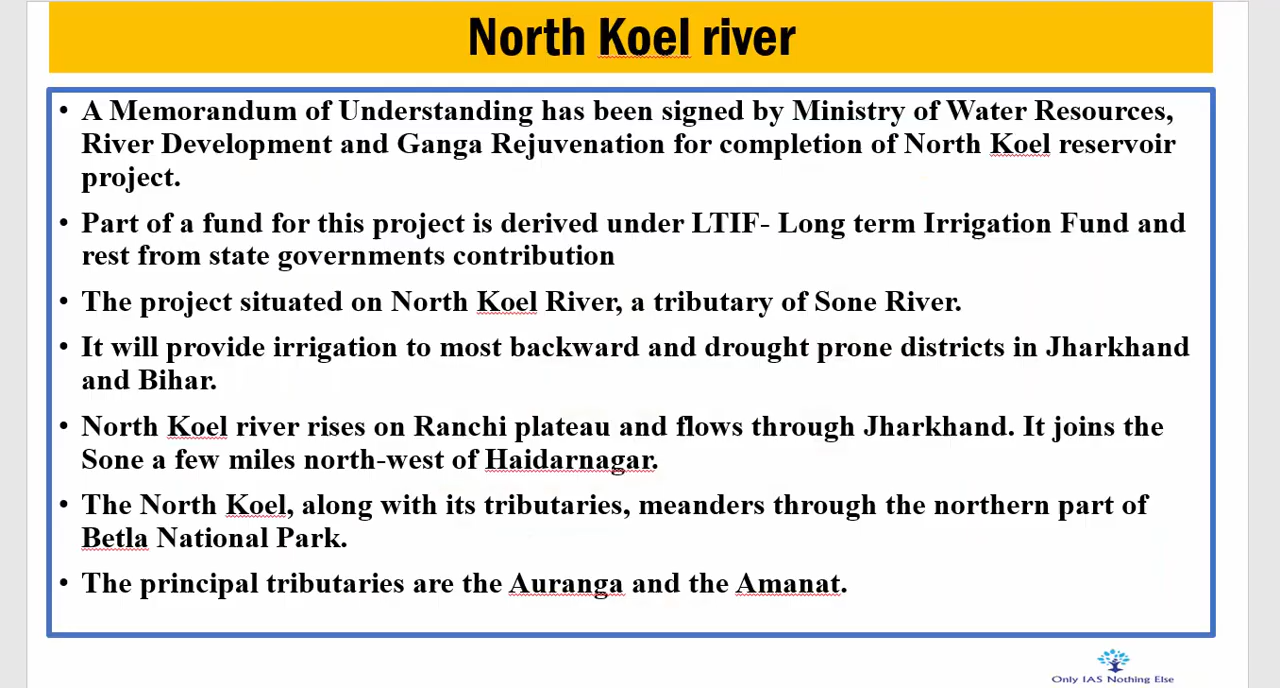 North Koel river
• A Memorandum of Understanding has been signed by Ministry of Water Resources,
River Development and Ganga Rejuvenation for completion of North Koel reservoir
project.
• Part of a fund for this project is derived under LTIF- Long term Irrigation Fund and
rest from state governments contribution
• The project situated on North Koel River, a tributary of Sone River.
• It will provide irrigation to most backward and drought prone districts in Jharkhand
and Bihar.
• North Koel river rises on Ranchi plateau and flows through Jharkhand. It joins the
Sone a few miles north-west of Haidarnagar.
• The North Koel, along with its tributaries, meanders through the northern part of
Betla National Park.
• The principal tributaries are the Auranga and the Amanat.
Only IAS Nothing Else